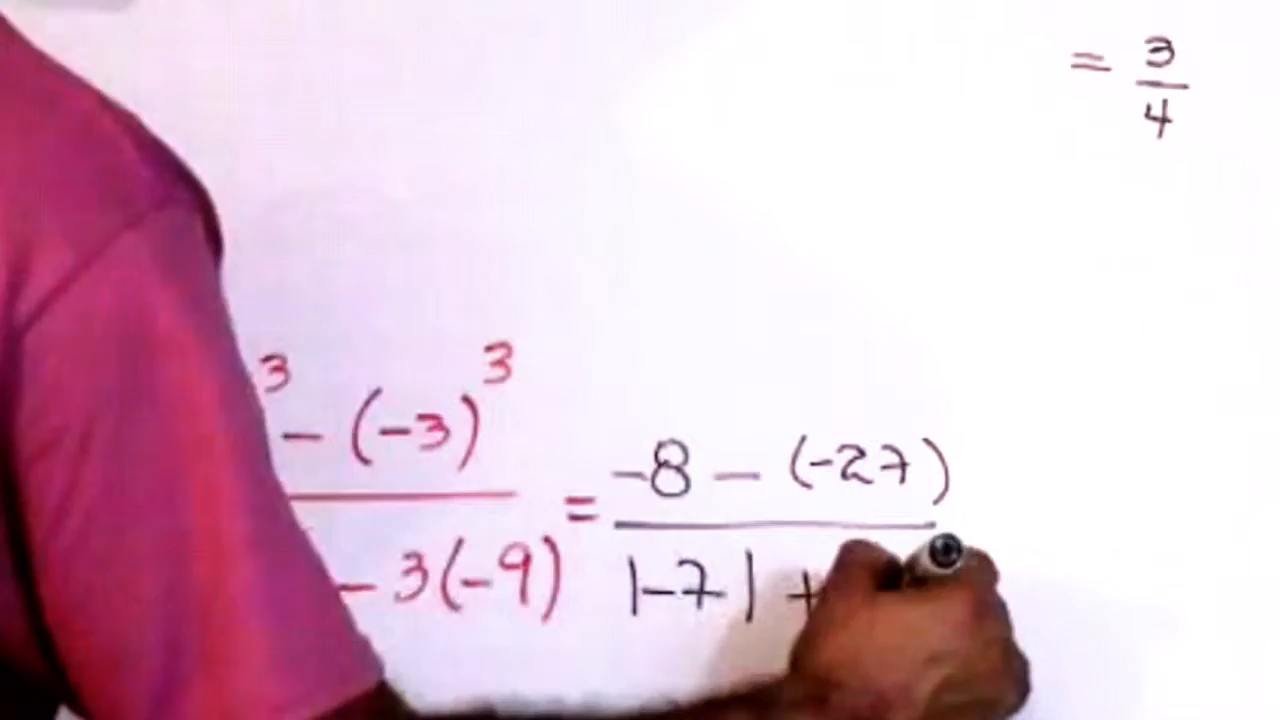 = 3/4
3 - (-3)^3 / - 3(-9) = -8 - (-27) / |-7| +